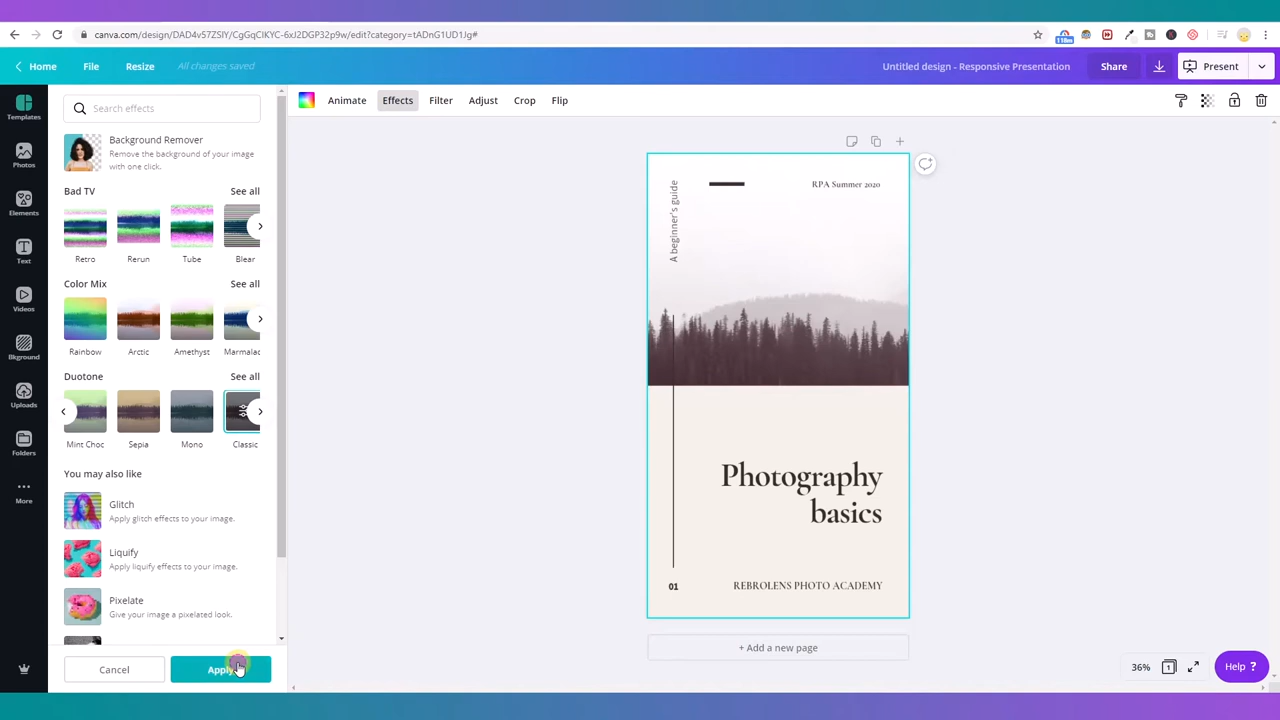 canva.com/design/DAD4v57ZSlY/CgGqClKYC-6xJ2DGP32p9w/edit?category=tADnG1UD1Jg#
118m
Home
File
Resize
All changes saved
Untitled design - Responsive Presentation
Share
Present
Templates
Photos
Elements
Text
Videos
Bkground
Uploads
Folders
More
Search effects
Background Remover
Remove the background of your image
with one click.
Bad TV
See all
Retro
Rerun
Tube
Blear
Color Mix
See all
Rainbow
Arctic
Amethyst
Marmalac
Duotone
See all
Mint Choc
Sepia
Mono
Classic
You may also like
Glitch
Apply glitch effects to your image.
Liquify
Apply liquify effects to your image.
Pixelate
Give your image a pixelated look.
Cancel
Apply
Animate
Effects
Filter
Adjust
Crop
Flip
A beginner's guide
RPA Summer 2020
Photography
basics
01
REBROLENS PHOTO ACADEMY
+ Add a new page
36%
1
Help ?